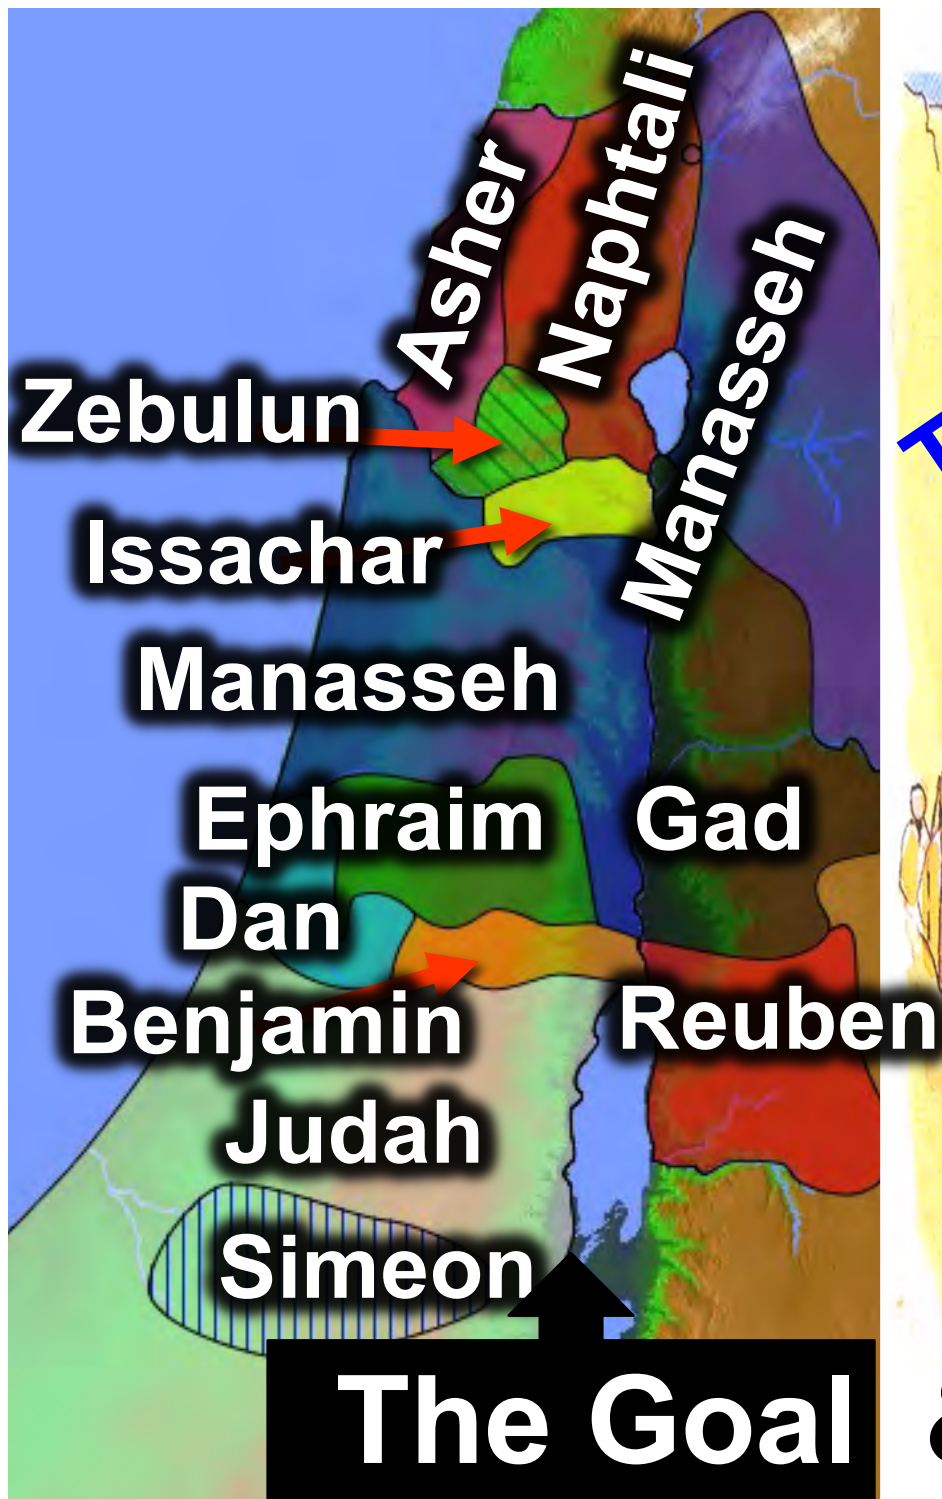 Asher
Naphtali
Manasseh
Zebulun
Issachar
Manasseh
Ephraim
Gad
Dan
Benjamin
Reuben
Judah
Simeon
The Goal